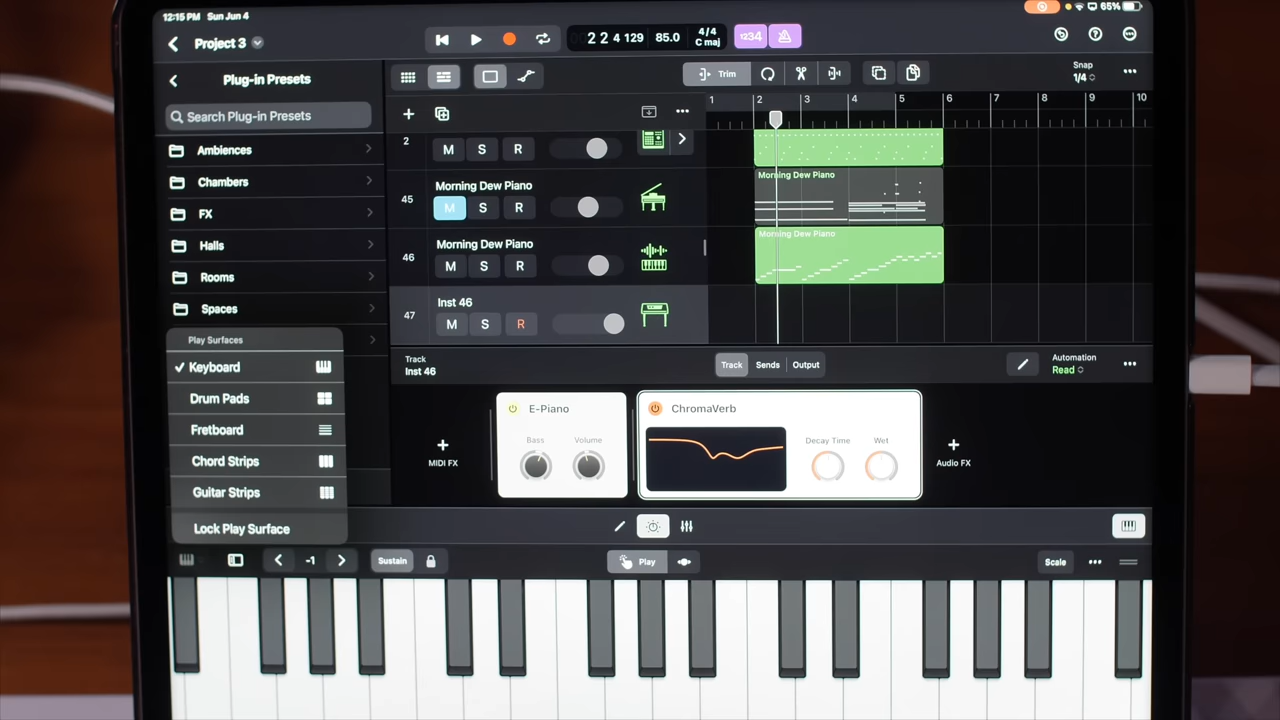 12:15 PM Sun Jun 4
65%
Project 3
2 2 4 129
85.0
4/4
C maj
1234
Plug-in Presets
Trim
Snap
1/4
Search Plug-in Presets
1 2 3 4 5 6 7 8 9 10
Ambiences
Chambers
FX
Halls
Rooms
Spaces
2
M S R
45
Morning Dew Piano
M S R
46
Morning Dew Piano
M S R
47
Inst 46
M S R
Morning Dew Piano
Morning Dew Piano
Play Surfaces
Keyboard
Drum Pads
Fretboard
Chord Strips
Guitar Strips
Lock Play Surface
Track
Inst 46
Track
Sends
Output
Automation
Read
MIDI FX
E-Piano
Bass
Volume
ChromaVerb
Decay Time
Wet
Audio FX
-1
Sustain
Play
Scale